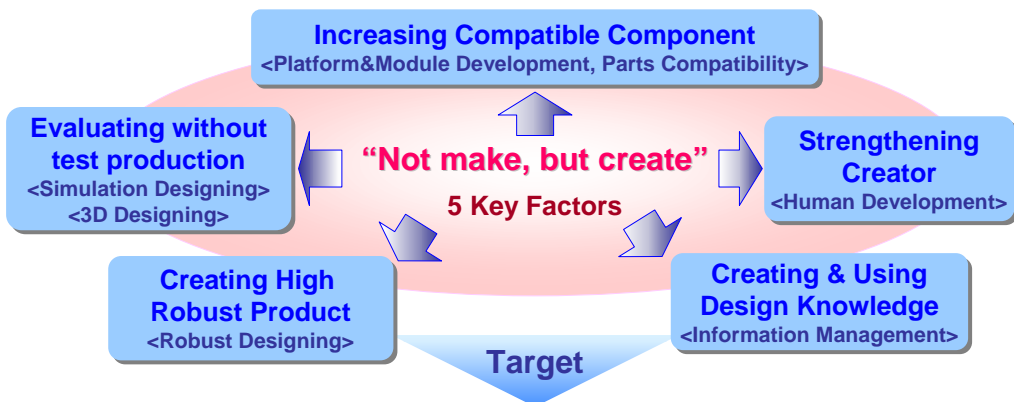 Increasing Compatible Component
<Platform&Module Development, Parts Compatibility>
Evaluating without
test production
<Simulation Designing>
<3D Designing>
“Not make, but create”
5 Key Factors
Strengthening
Creator
<Human Development>
Creating High
Robust Product
<Robust Designing>
Creating & Using
Design Knowledge
<Information Management>
Target